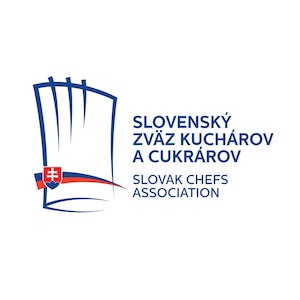 SLOVENSKÝ
ZVÄZ KUCHÁROV
A CUKRÁROV
SLOVAK CHEFS
ASSOCIATION